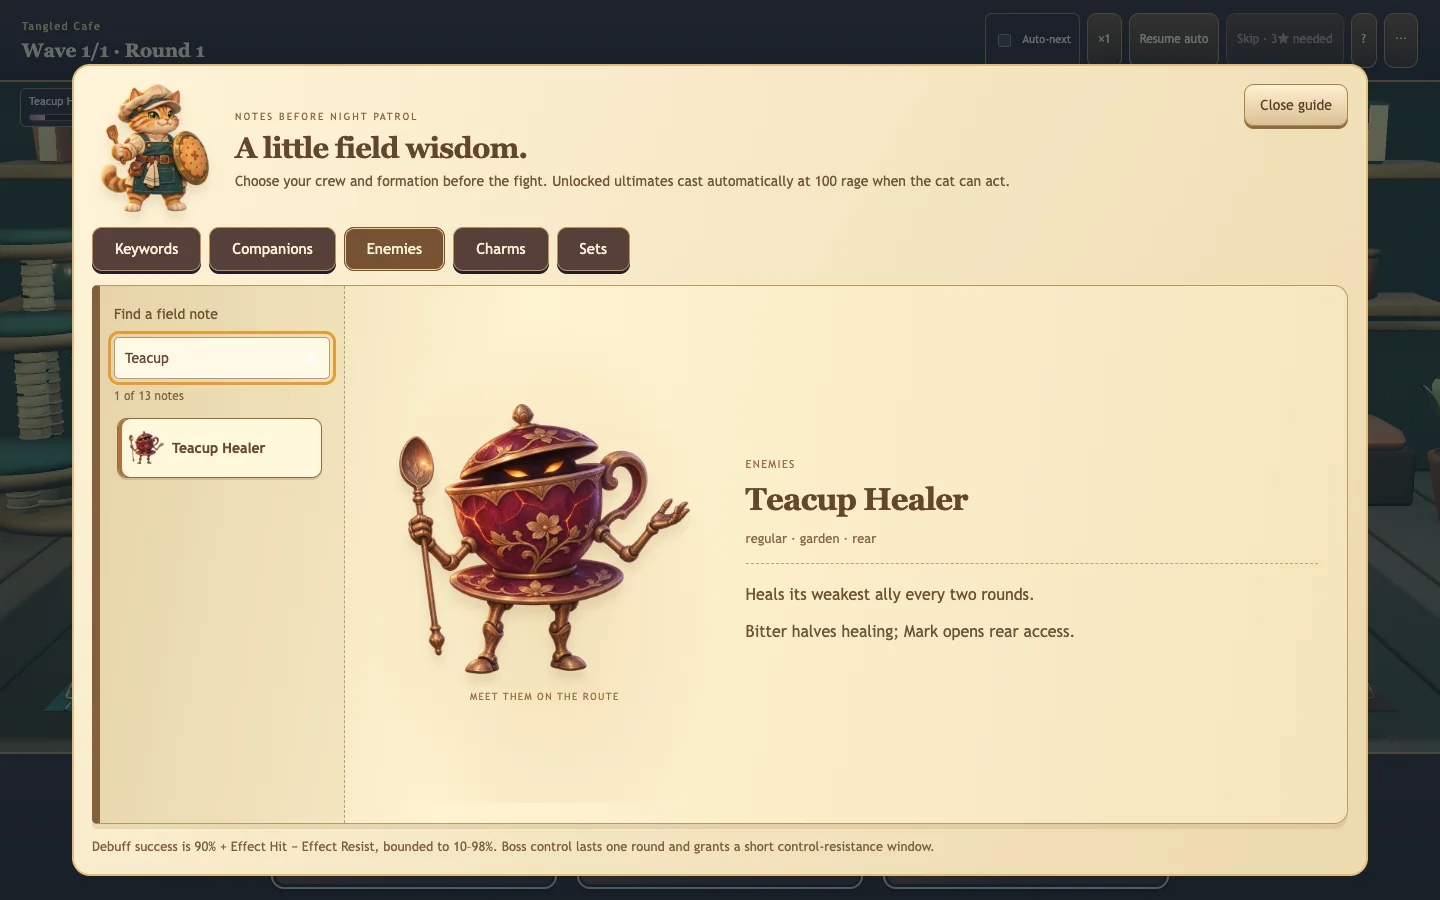 Tangled Cafe
Wave 1/1 · Round 1
Auto-next
×1
Resume auto
Skip · 3★ needed
?
...
Teacup H
NOTES BEFORE NIGHT PATROL
A little field wisdom.
Choose your crew and formation before the fight. Unlocked ultimates cast automatically at 100 rage when the cat can act.
Close guide
Keywords
Companions
Enemies
Charms
Sets
Find a field note
Teacup
1 of 13 notes
Teacup Healer
MEET THEM ON THE ROUTE
ENEMIES
Teacup Healer
regular · garden · rear
Heals its weakest ally every two rounds.
Bitter halves healing; Mark opens rear access.
Debuff success is 90% + Effect Hit − Effect Resist, bounded to 10–98%. Boss control lasts one round and grants a short control-resistance window.